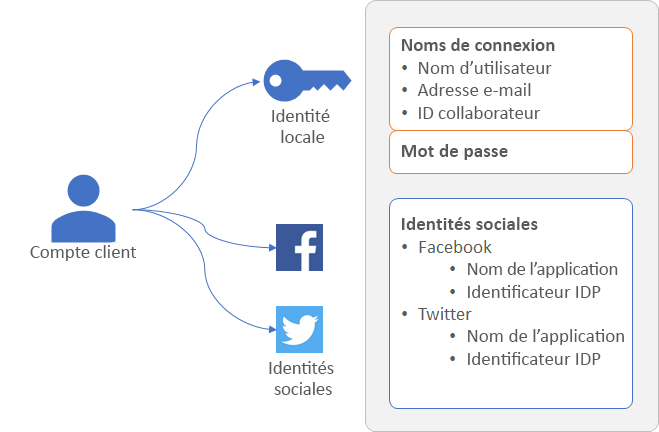 Compte client
Identité
locale
Identités
sociales
Noms de connexion
• Nom d’utilisateur
• Adresse e-mail
• ID collaborateur
Mot de passe
Identités sociales
• Facebook
• Nom de l’application
• Identificateur IDP
• Twitter
• Nom de l’application
• Identificateur IDP